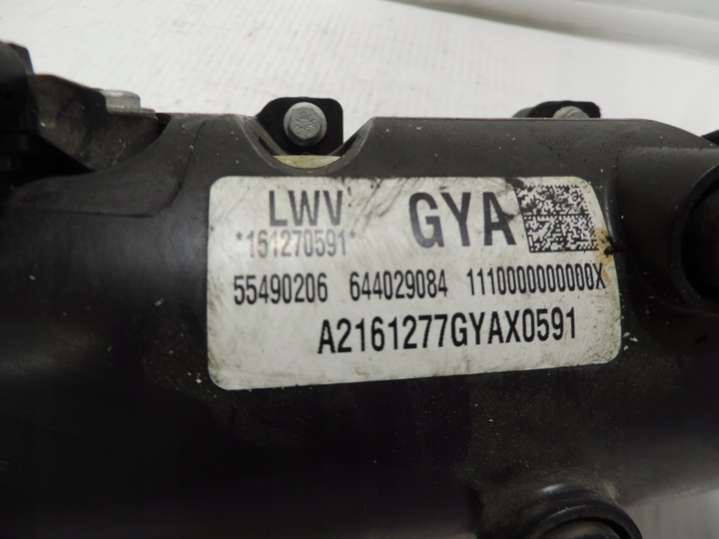 LWV GYA
*161270591*
55490206 644029084 1110000000000X
A2161277GYAX0591